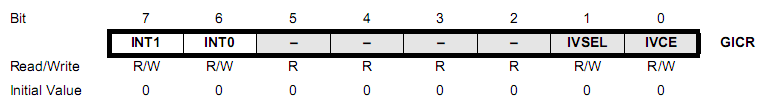 Bit 7 6 5 4 3 2 1 0
INT1 INT0 – – – – IVSEL IVCE GICR
Read/Write R/W R/W R R R R R/W R/W
Initial Value 0 0 0 0 0 0 0 0